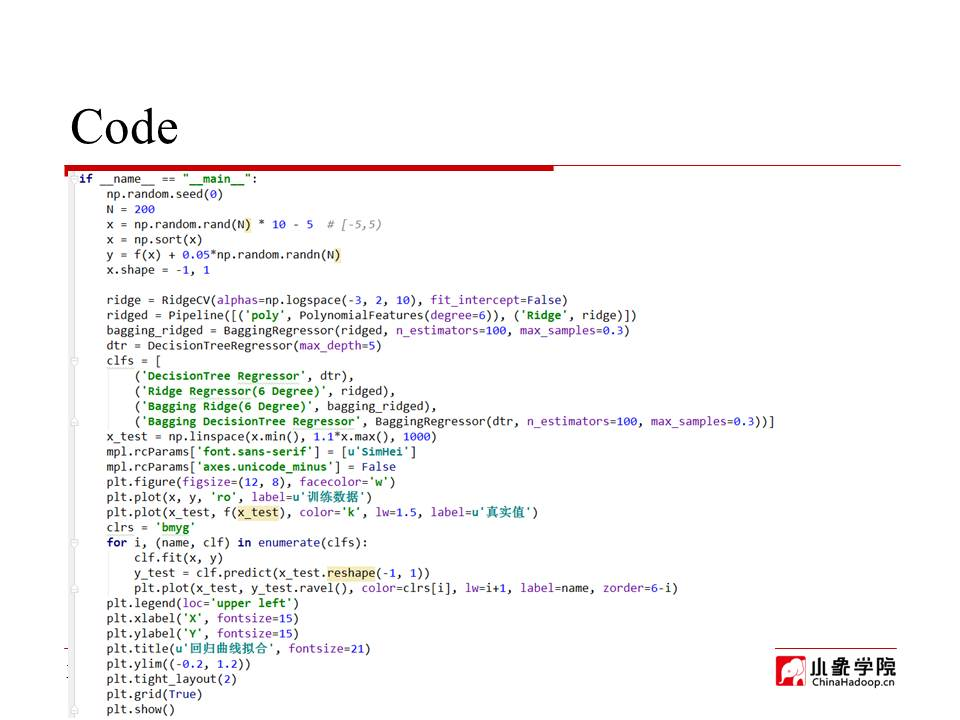 Code
if __name__ == "__main__":
    np.random.seed(0)
    N = 200
    x = np.random.rand(N) * 10 - 5  # [-5,5)
    x = np.sort(x)
    y = f(x) + 0.05*np.random.randn(N)
    x.shape = -1, 1
    ridge = RidgeCV(alphas=np.logspace(-3, 2, 10), fit_intercept=False)
    ridged = Pipeline([('poly', PolynomialFeatures(degree=6)), ('Ridge', ridge)])
    bagging_ridged = BaggingRegressor(ridged, n_estimators=100, max_samples=0.3)
    dtr = DecisionTreeRegressor(max_depth=5)
    clfs = [
        ('DecisionTree Regressor', dtr),
        ('Ridge Regressor(6 Degree)', ridged),
        ('Bagging Ridge(6 Degree)', bagging_ridged),
        ('Bagging DecisionTree Regressor', BaggingRegressor(dtr, n_estimators=100, max_samples=0.3))]
    x_test = np.linspace(x.min(), 1.1*x.max(), 1000)
    mpl.rcParams['font.sans-serif'] = [u'SimHei']
    mpl.rcParams['axes.unicode_minus'] = False
    plt.figure(figsize=(12, 8), facecolor='w')
    plt.plot(x, y, 'ro', label=u'训练数据')
    plt.plot(x_test, f(x_test), color='k', lw=1.5, label=u'真实值')
    clrs = 'bmyg'
    for i, (name, clf) in enumerate(clfs):
        clf.fit(x, y)
        y_test = clf.predict(x_test.reshape(-1, 1))
        plt.plot(x_test, y_test.ravel(), color=clrs[i], lw=i+1, label=name, zorder=6-i)
    plt.legend(loc='upper left')
    plt.xlabel('X', fontsize=15)
    plt.ylabel('Y', fontsize=15)
    plt.title(u'回归曲线拟合', fontsize=21)
    plt.ylim((-0.2, 1.2))
    plt.tight_layout(2)
    plt.grid(True)
    plt.show()
小象学院
ChinaHadoop.cn